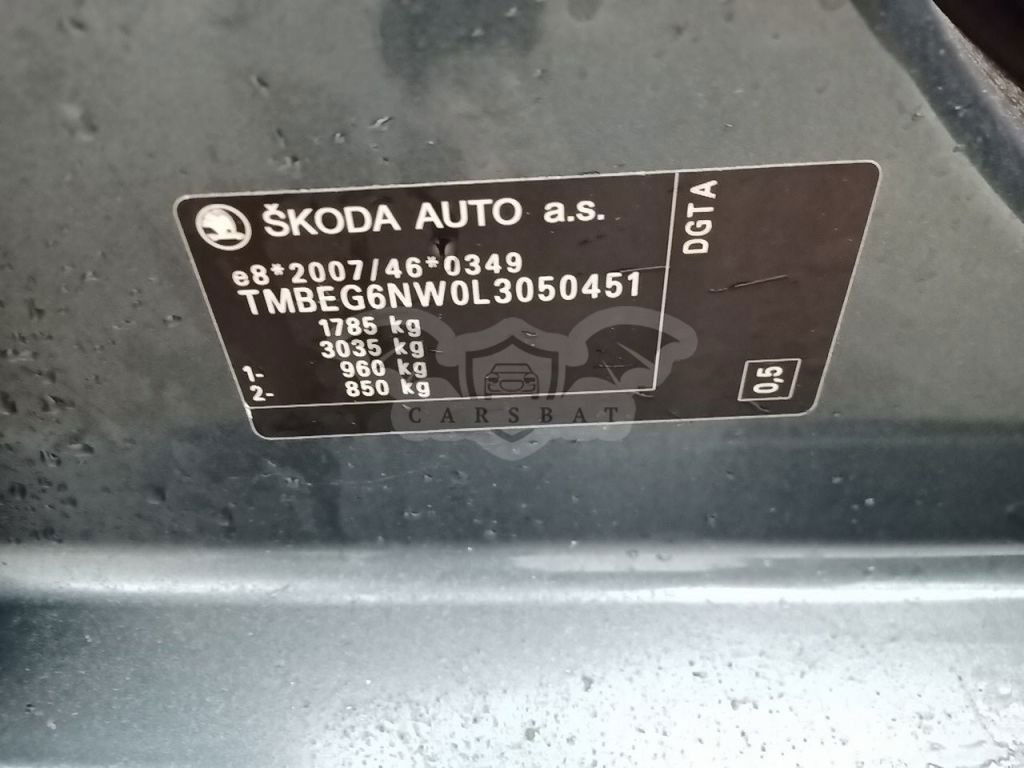 ŠKODA AUTO a.s.
e8*2007/46*0349
TMBEG6NW0L3050451
1785 kg
3035 kg
1- 960 kg
2- 850 kg
DGTA
0,5
CARSBAT